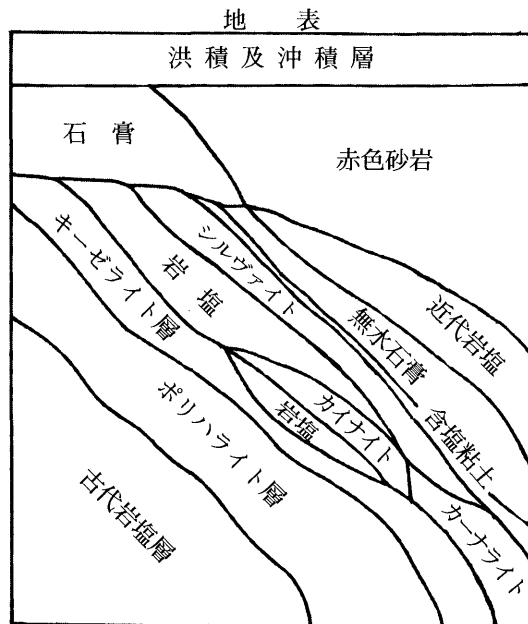 地表
洪積及沖積層
石膏
赤色砂岩
キーゼライト層
岩塩
シルヴァイト
無水石膏
近代岩塩
ポリハライト層
岩塩
カイナイト
含塩粘土
古代岩塩層
カーナライト